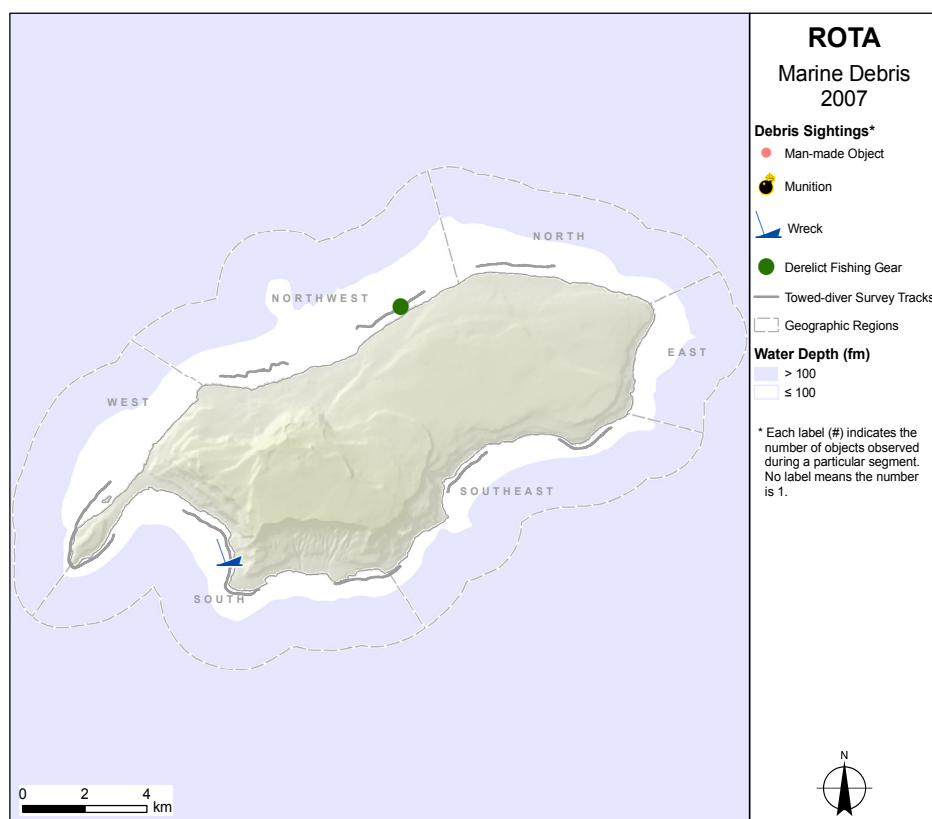 ROTA
Marine Debris
2007
Debris Sightings*
Man-made Object
Munition
Wreck
Derelict Fishing Gear
Towed-diver Survey Tracks
Geographic Regions
Water Depth (fm)
> 100
≤ 100
* Each label (#) indicates the
number of objects observed
during a particular segment.
No label means the number
is 1.
NORTH
NORTHWEST
EAST
WEST
SOUTHEAST
SOUTH
0 2 4
km
N